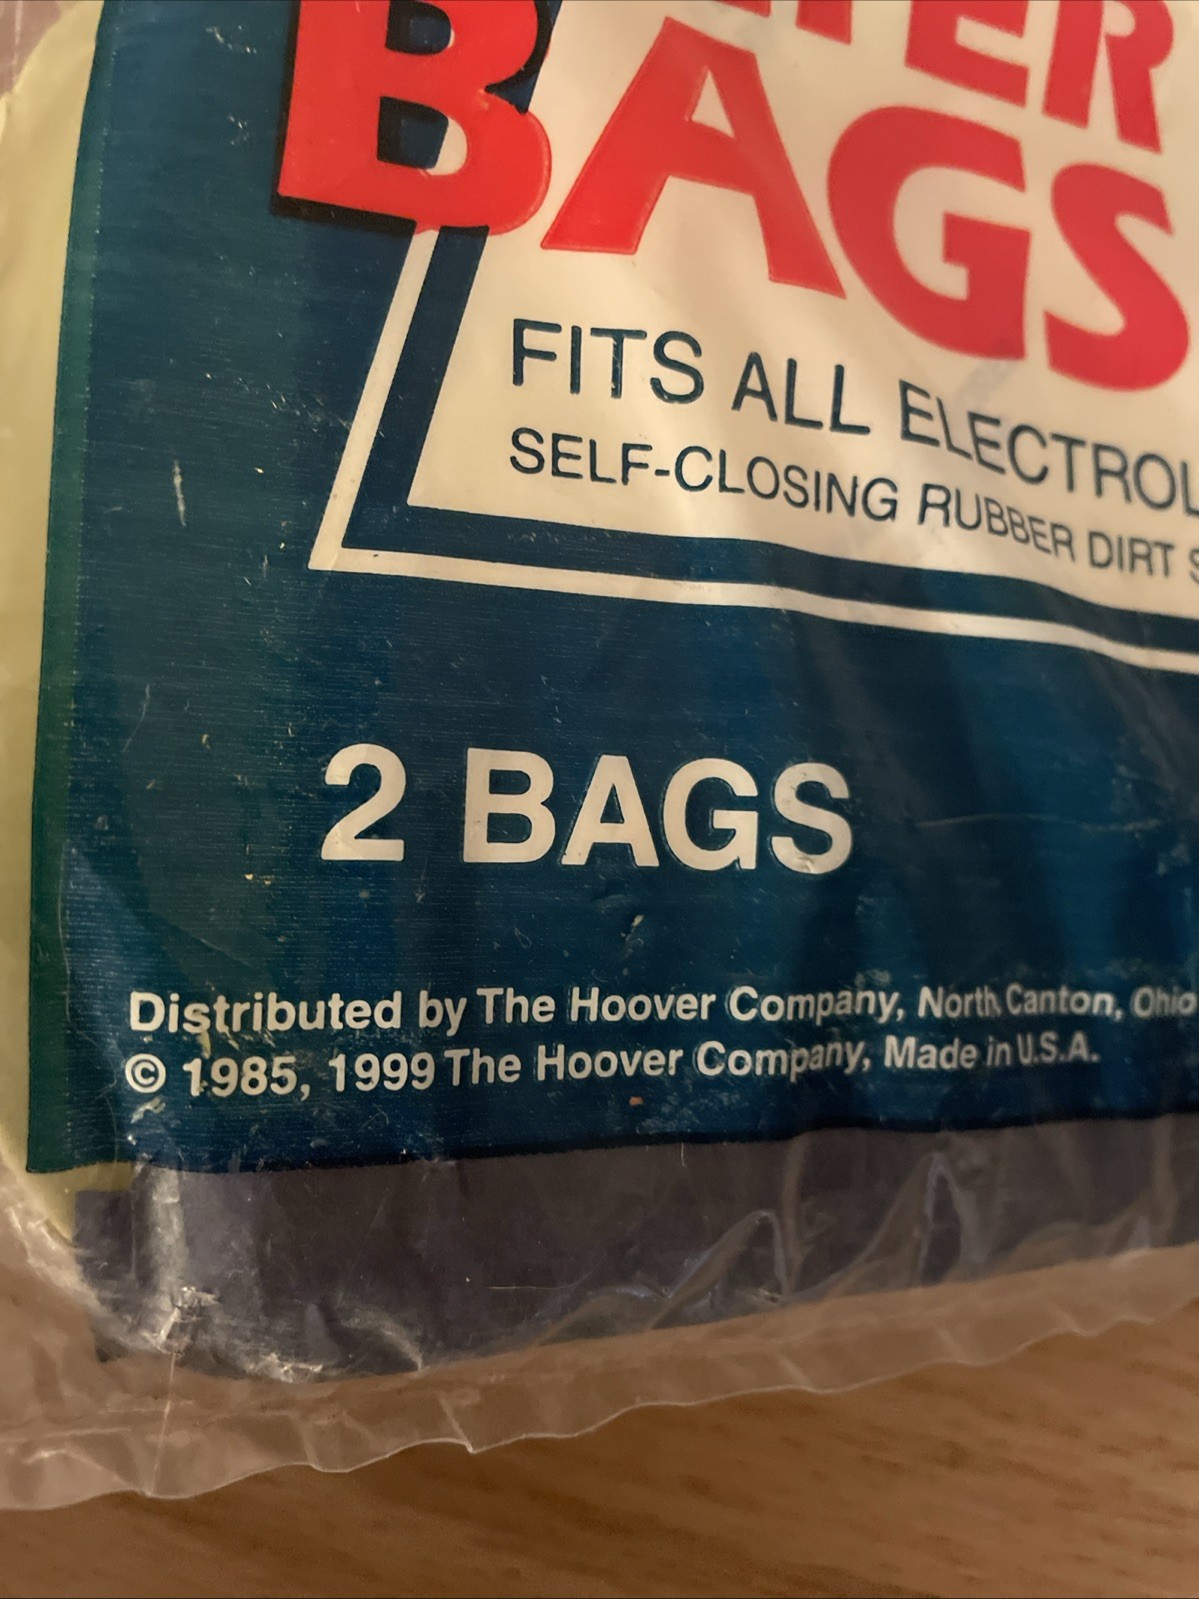 BAGS
FITS ALL
SELF-CLOSING RUBBER DIRT
2 BAGS
Distributed by The Hoover Company, North Canton, Ohio
© 1985, 1999 The Hoover Company, Made in U.S.A.